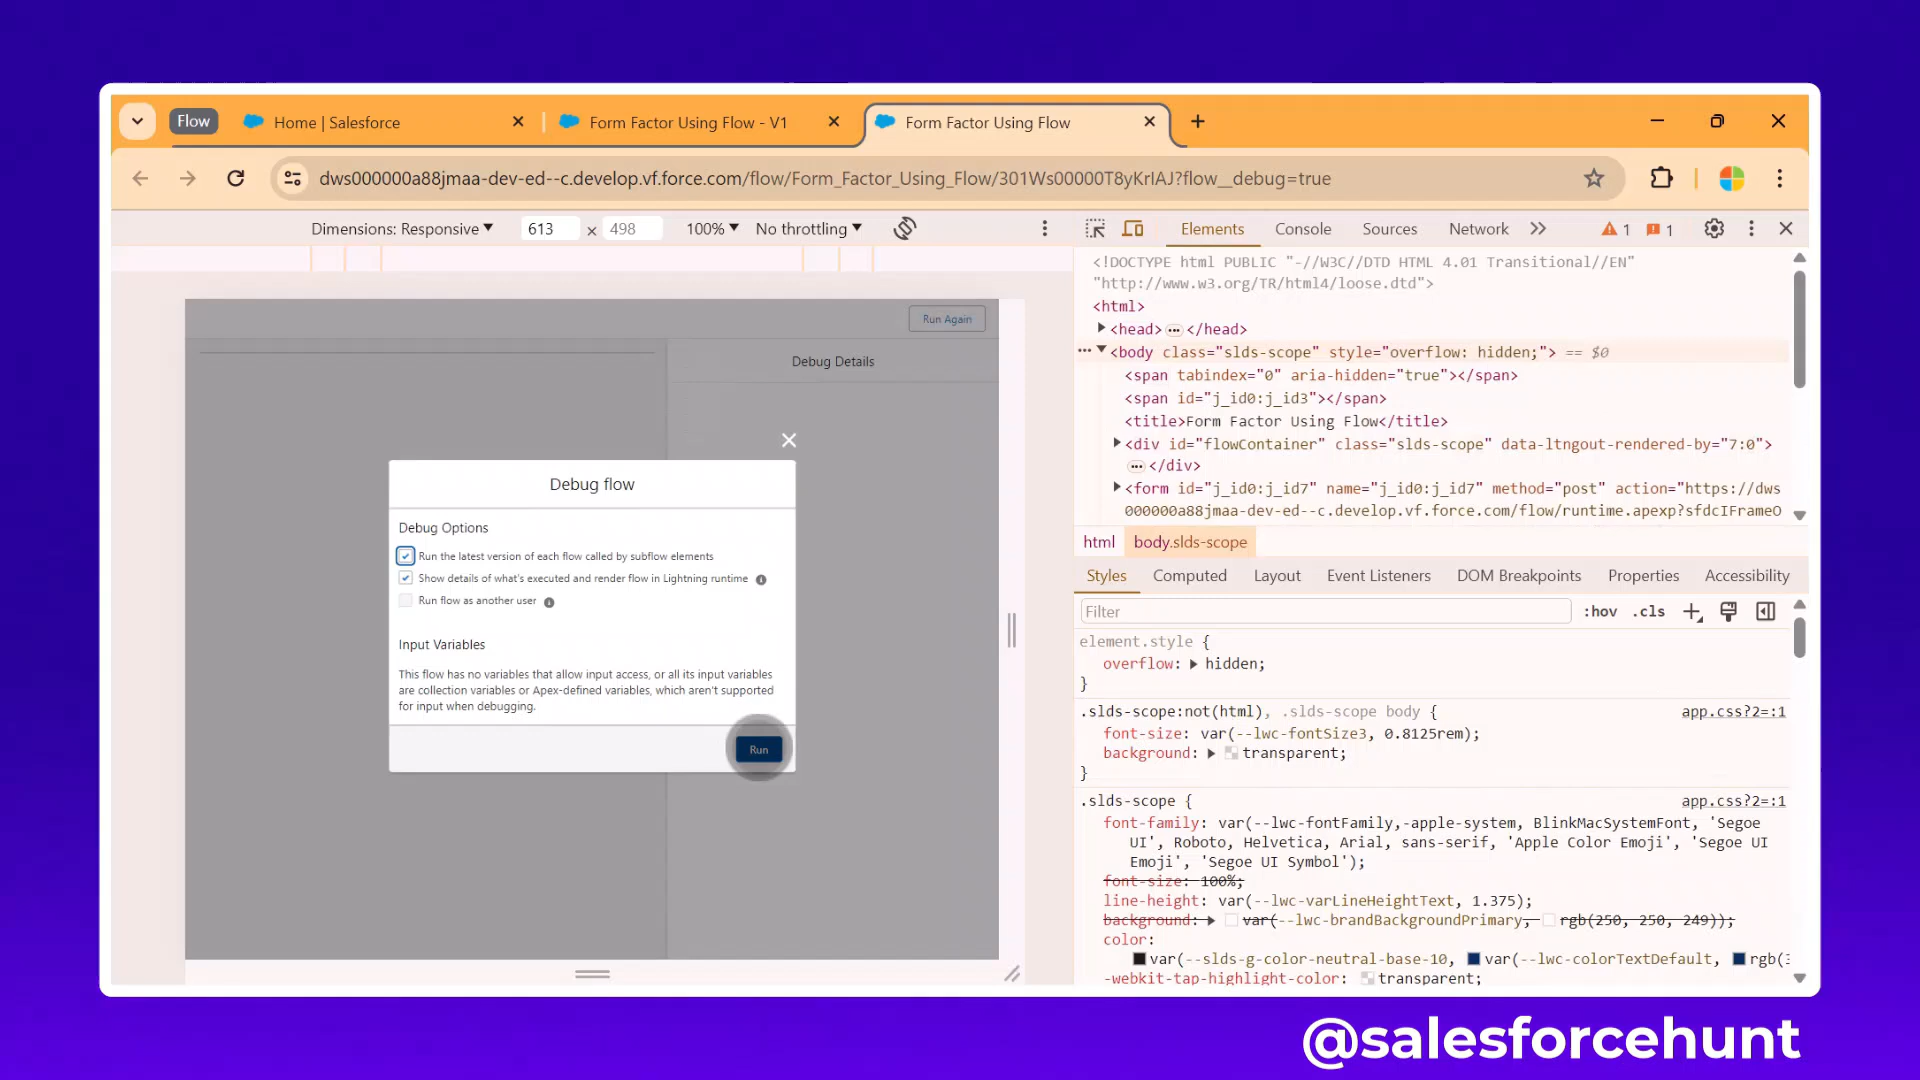 Flow
Home | Salesforce
Form Factor Using Flow - V1
Form Factor Using Flow
dws000000a88jmaa-dev-ed--c.develop.vf.force.com/flow/Form_Factor_Using_Flow/301Ws00000T8yKrIAJ?flow__debug=true
Dimensions: Responsive
613 × 498
100%
No throttling
Elements
Console
Sources
Network
1
1
<!DOCTYPE html PUBLIC "-//W3C//DTD HTML 4.01 Transitional//EN"
"http://www.w3.org/TR/html4/loose.dtd">
<html>
<head> ••• </head>
••• <body class="slds-scope" style="overflow: hidden;"> == $0
<span tabindex="0" aria-hidden="true"></span>
<span id="j_id0:j_id3"></span>
<title>Form Factor Using Flow</title>
<div id="flowContainer" class="slds-scope" data-ltngout-rendered-by="7:0">
••• </div>
<form id="j_id0:j_id7" name="j_id0:j_id7" method="post" action="https://dws
000000a88jmaa-dev-ed--c.develop.vf.force.com/flow/runtime.apexp?sfdcIFrameO
html
body.slds-scope
Styles
Computed
Layout
Event Listeners
DOM Breakpoints
Properties
Accessibility
Filter
:hov
.cls
element.style {
overflow: hidden;
}
.slds-scope:not(html), .slds-scope body {
app.css?2=:1
font-size: var(--lwc-fontSize3, 0.8125rem);
background: transparent;
}
.slds-scope {
app.css?2=:1
font-family: var(--lwc-fontFamily,-apple-system, BlinkMacSystemFont, 'Segoe
UI', Roboto, Helvetica, Arial, sans-serif, 'Apple Color Emoji', 'Segoe UI
Emoji', 'Segoe UI Symbol');
font-size: 100%;
line-height: var(--lwc-varLineHeightText, 1.375);
background: var(--lwc-brandBackgroundPrimary, rgb(250, 250, 249));
color:
var(--slds-g-color-neutral-base-10, var(--lwc-colorTextDefault, rgb(3
-webkit-tap-highlight-color: transparent;
Run Again
Debug Details
Debug flow
Debug Options
Run the latest version of each flow called by subflow elements
Show details of what's executed and render flow in Lightning runtime
Run flow as another user
Input Variables
This flow has no variables that allow input access, or all its input variables
are collection variables or Apex-defined variables, which aren't supported
for input when debugging.
Run
@salesforcehunt